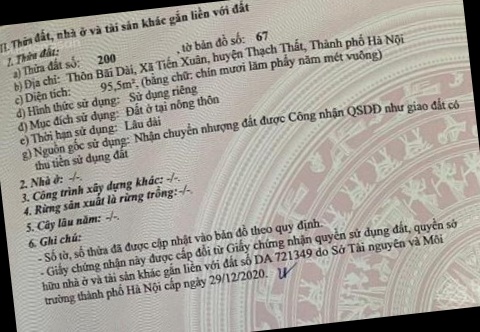 II. Thửa đất, nhà ở và tài sản khác gắn liền với đất
1. Thửa đất:
a) Thửa đất số: 200 , tờ bản đồ số: 67
b) Địa chỉ: Thôn Bãi Dài, Xã Tiến Xuân, huyện Thạch Thất, Thành phố Hà Nội
c) Diện tích: 95,5m², (bằng chữ: chín mươi lăm phẩy năm mét vuông)
d) Hình thức sử dụng: Sử dụng riêng
đ) Mục đích sử dụng: Đất ở tại nông thôn
e) Thời hạn sử dụng: Lâu dài
g) Nguồn gốc sử dụng: Nhận chuyển nhượng đất được Công nhận QSDĐ như giao đất có
thu tiền sử dụng đất
2. Nhà ở: -/-.
3. Công trình xây dựng khác: -/-.
4. Rừng sản xuất là rừng trồng:-/-.
5. Cây lâu năm: -/-.
6. Ghi chú:
- Số tờ, số thửa đã được cập nhật vào bản đồ theo quy định.
- Giấy chứng nhận này được cấp đổi từ Giấy chứng nhận quyền sử dụng đất, quyền sở
hữu nhà ở và tài sản khác gắn liền với đất số DA 721349 do Sở Tài nguyên và Môi
trường thành phố Hà Nội cấp ngày 29/12/2020.